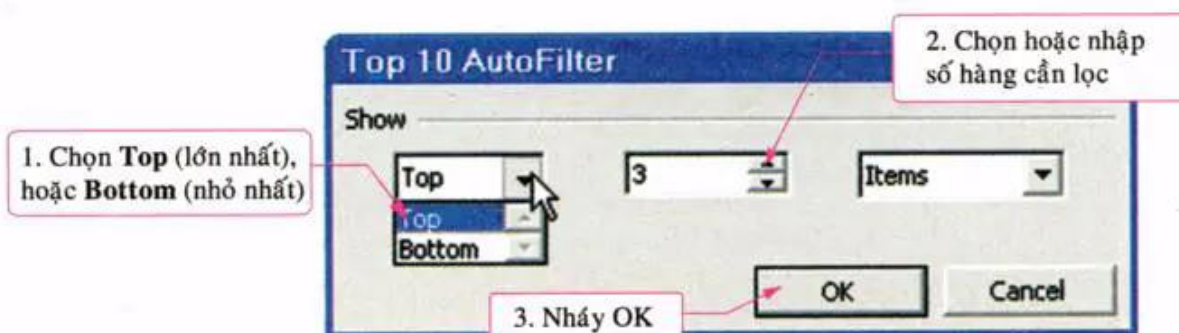 Top 10 AutoFilter
2. Chọn hoặc nhập
số hàng cần lọc
Show
1. Chọn Top (lớn nhất),
hoặc Bottom (nhỏ nhất)
Top
3
Items
Top
Bottom
OK
Cancel
3. Nháy OK